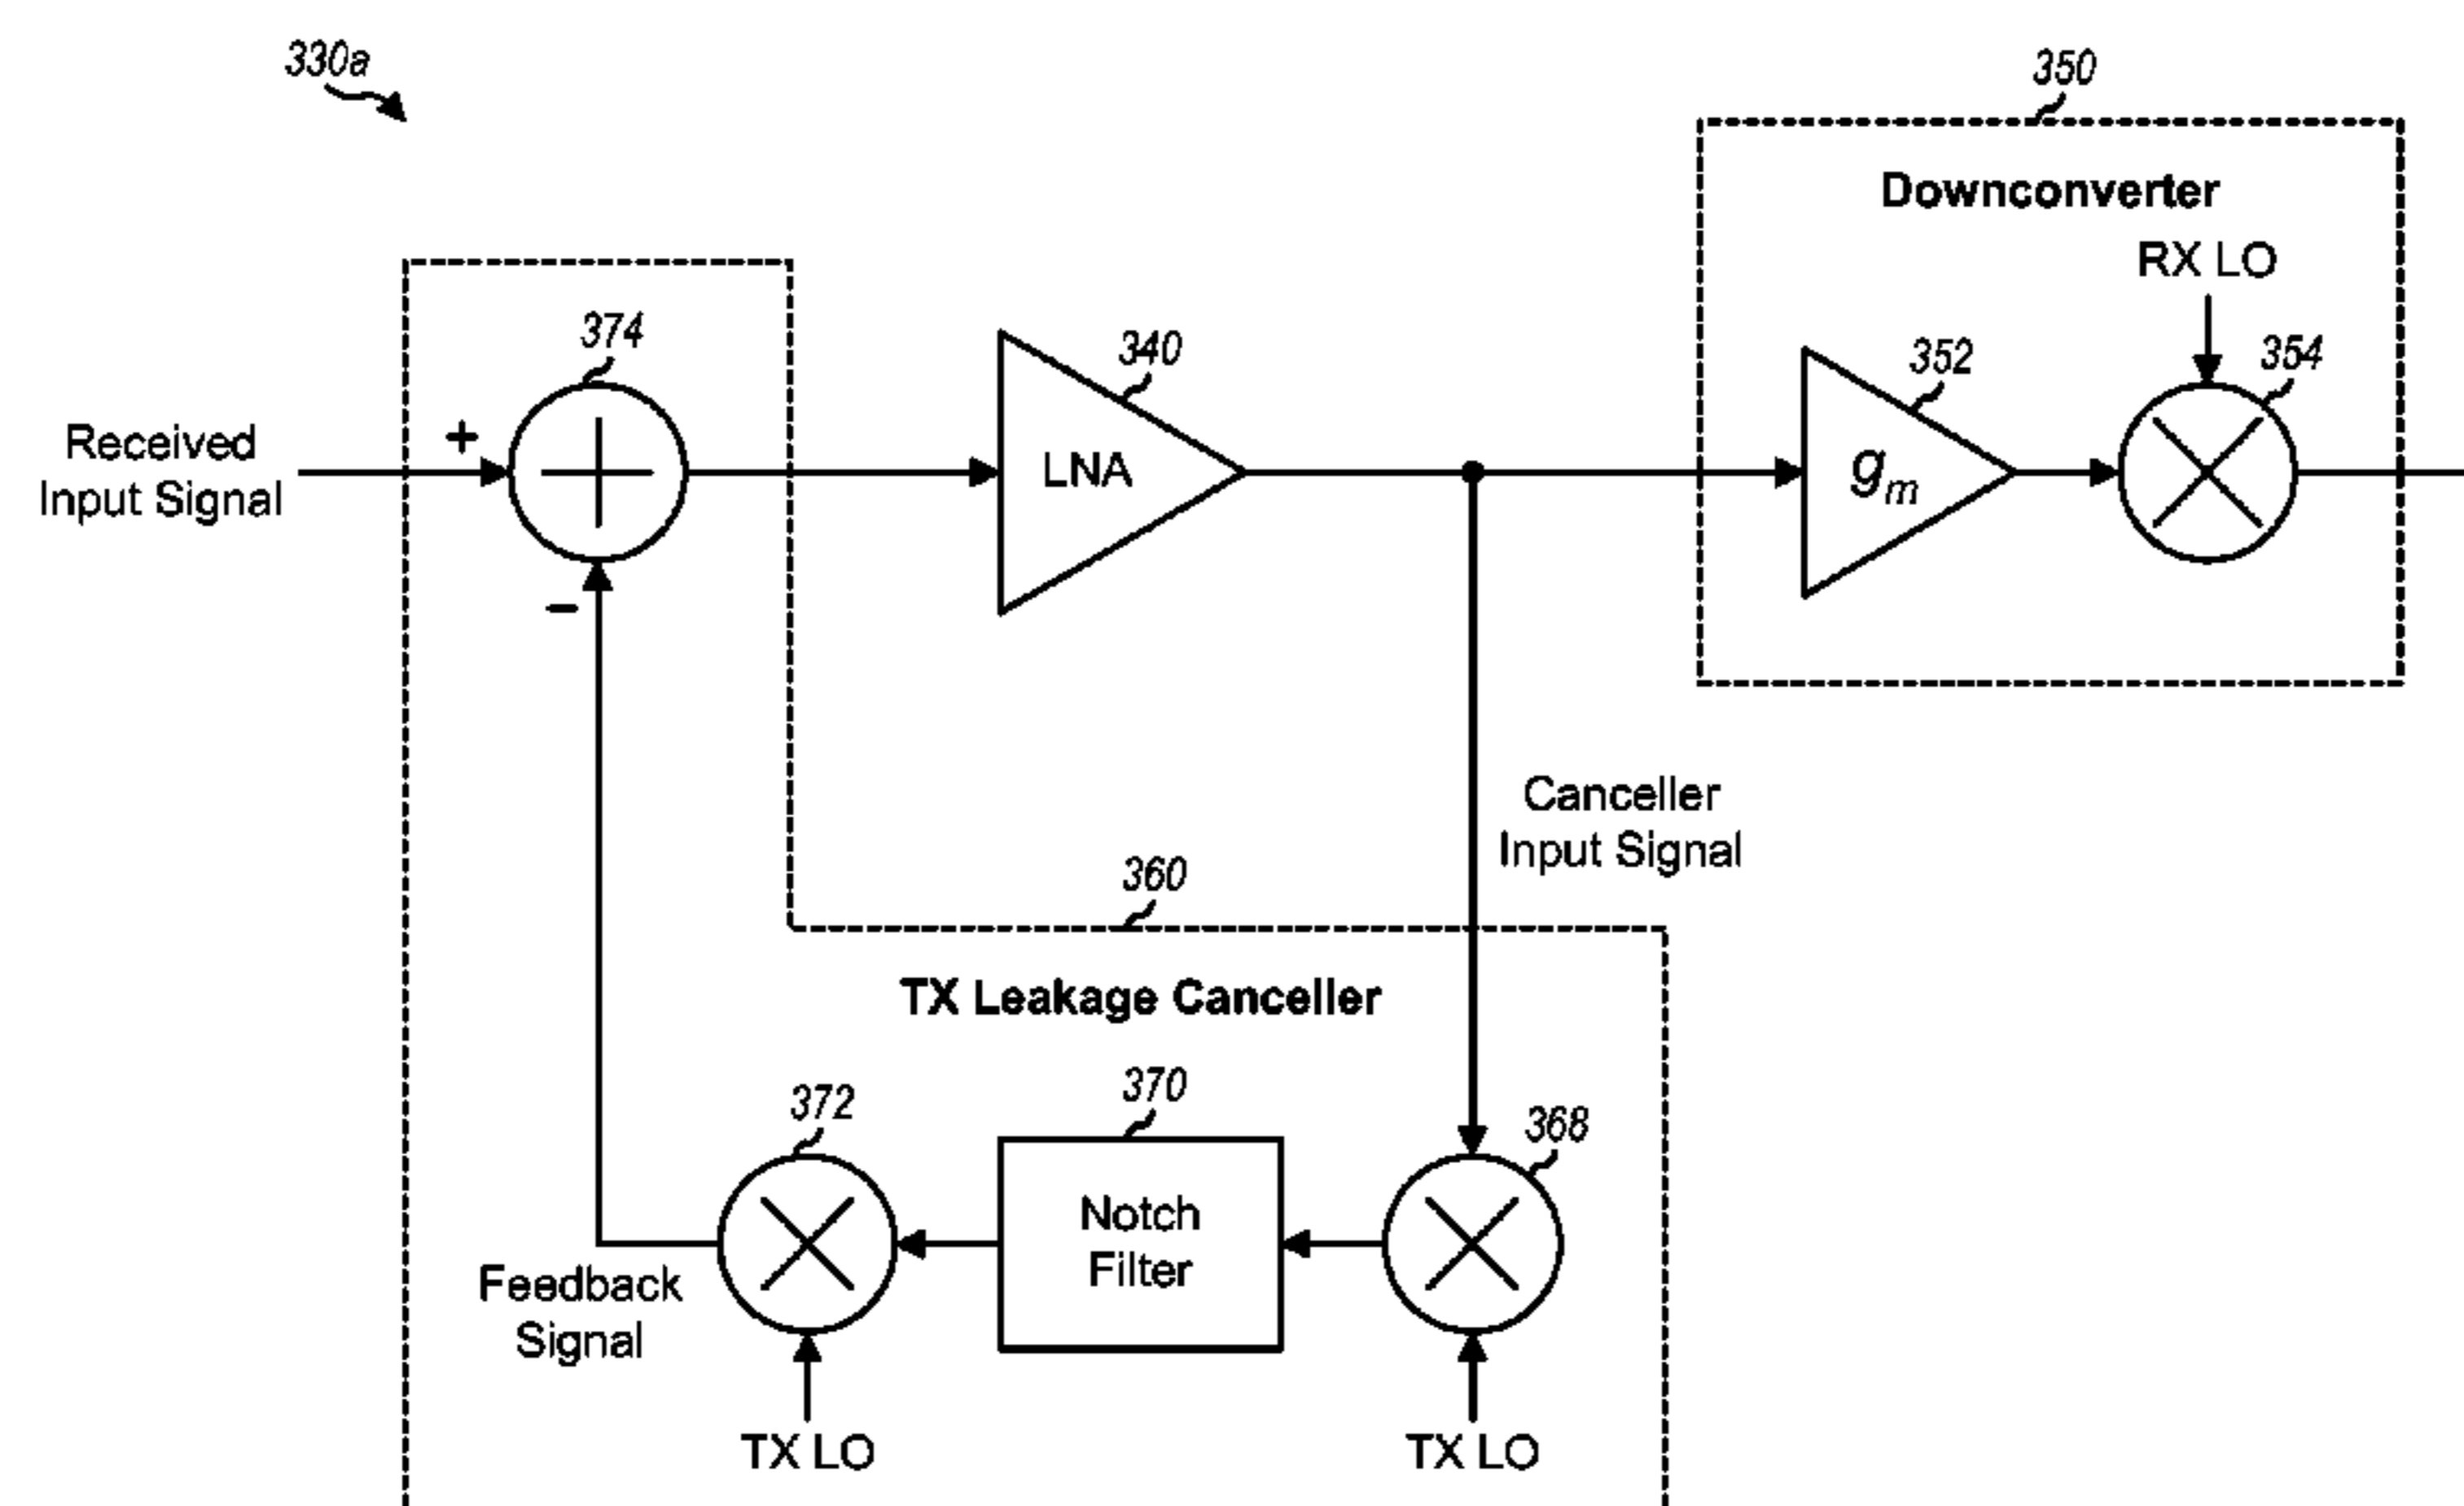 330a
350
Downconverter
RX LO
374
340
352
354
Received
Input Signal
+
−
LNA
gm
Canceller
Input Signal
360
TX Leakage Canceller
372
370
368
Notch
Filter
Feedback
Signal
TX LO
TX LO